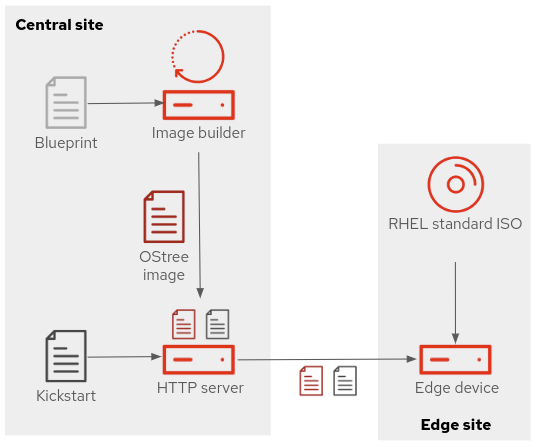 Central site
Blueprint
Image builder
OStree
image
Kickstart
HTTP server
RHEL standard ISO
Edge device
Edge site